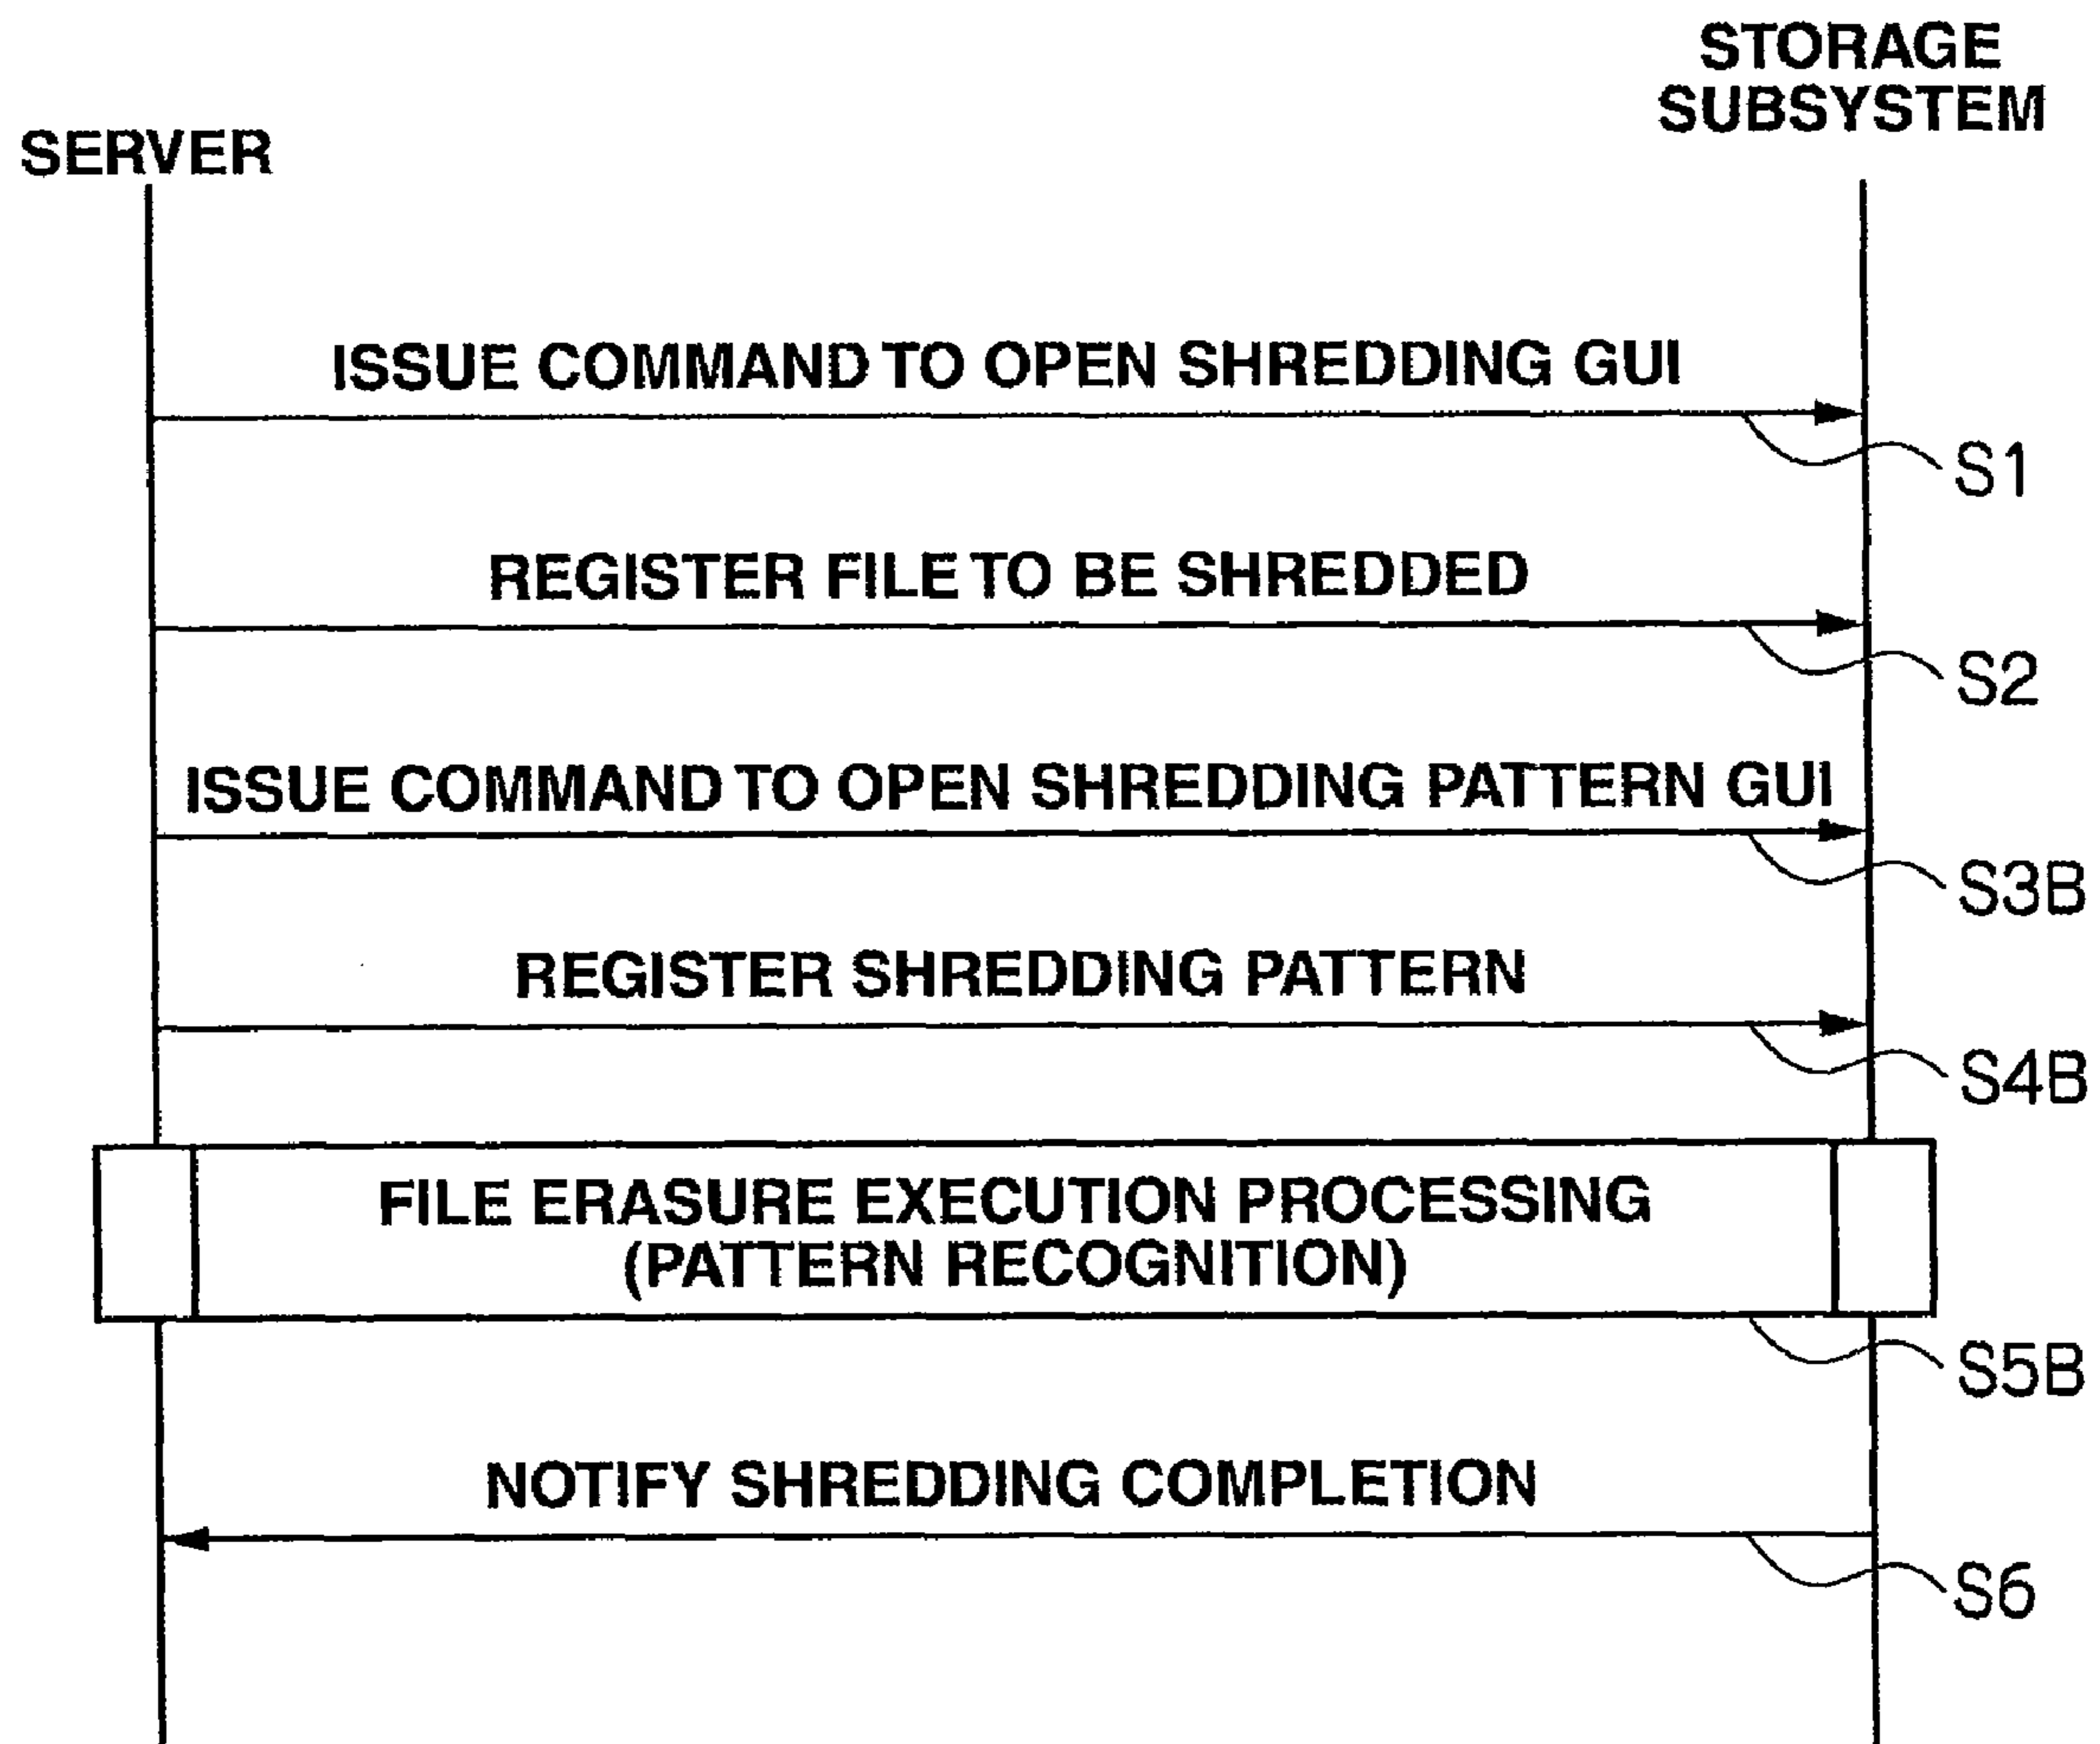 STORAGE
SUBSYSTEM
SERVER
ISSUE COMMAND TO OPEN SHREDDING GUI
S1
REGISTER FILE TO BE SHREDDED
S2
ISSUE COMMAND TO OPEN SHREDDING PATTERN GUI
S3B
REGISTER SHREDDING PATTERN
S4B
FILE ERASURE EXECUTION PROCESSING
(PATTERN RECOGNITION)
S5B
NOTIFY SHREDDING COMPLETION
S6